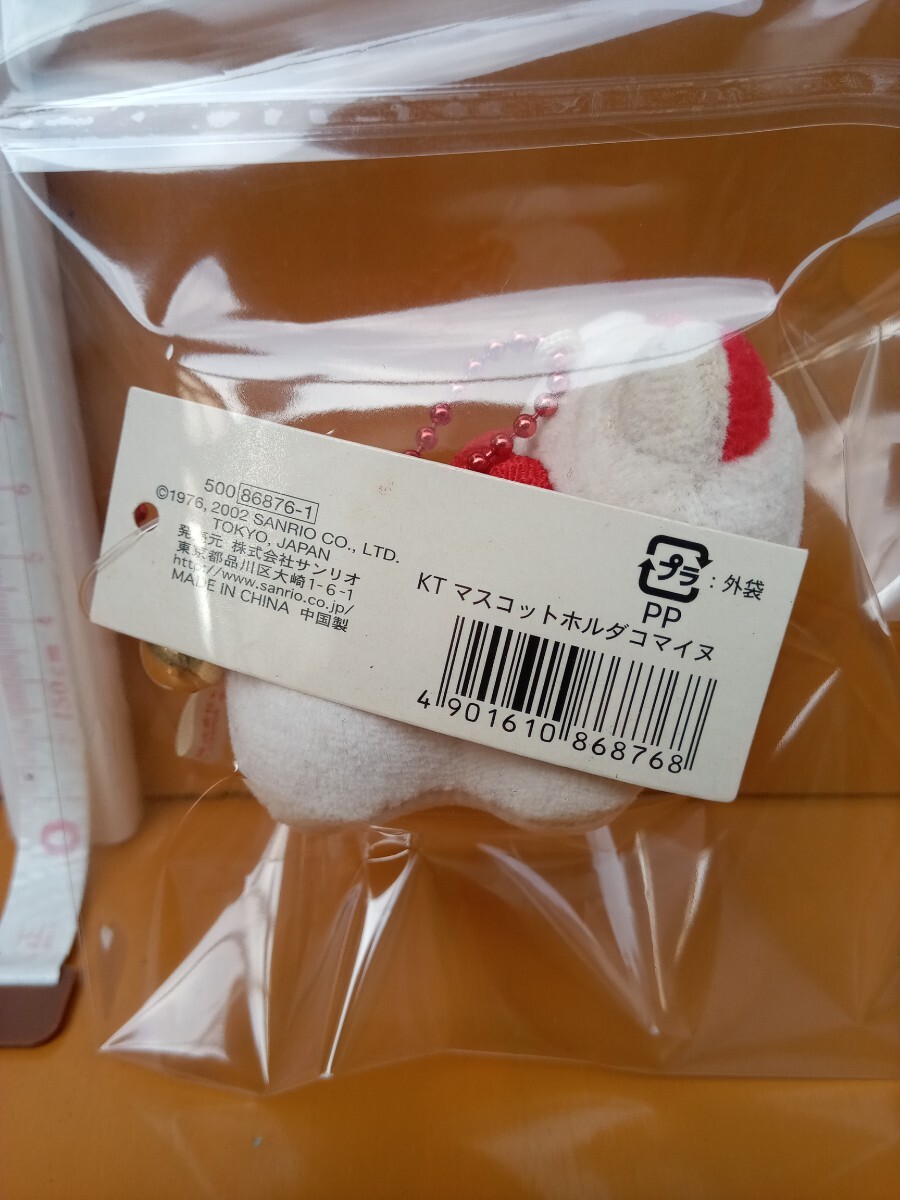 500 86876-1
©1976, 2002 SANRIO CO., LTD.
TOKYO, JAPAN
発売元 株式会社サンリオ
東京都品川区大崎1-6-1
http://www.sanrio.co.jp/
MADE IN CHINA 中国製
プラ : 外袋
PP
KT マスコットホルダコマイヌ
4 901610 868768